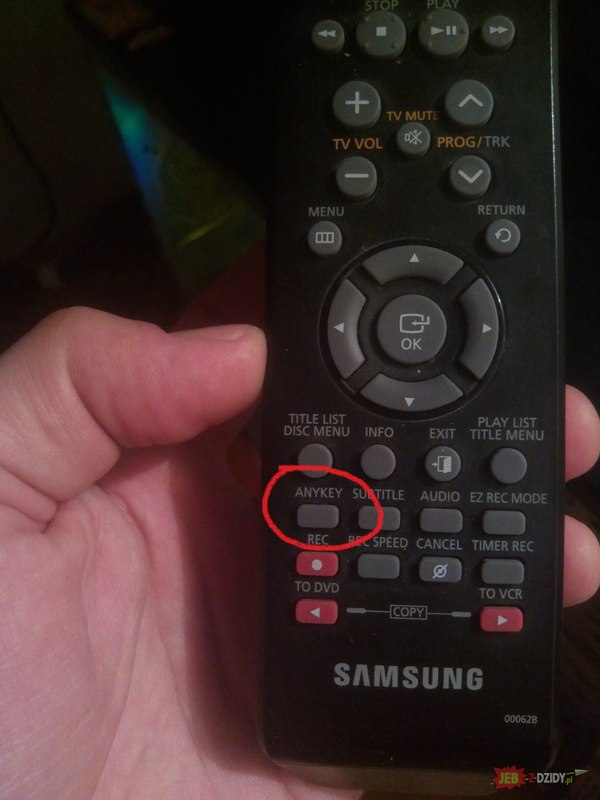 STOP PLAY
TV MUTE
TV VOL PROG/TRK
MENU RETURN
OK
TITLE LIST
DISC MENU INFO EXIT PLAY LIST
TITLE MENU
ANYKEY SUBTITLE AUDIO EZ REC MODE
REC REC SPEED CANCEL TIMER REC
TO DVD COPY TO VCR
SAMSUNG
00062B
JEB-Z-DZIDY.pl